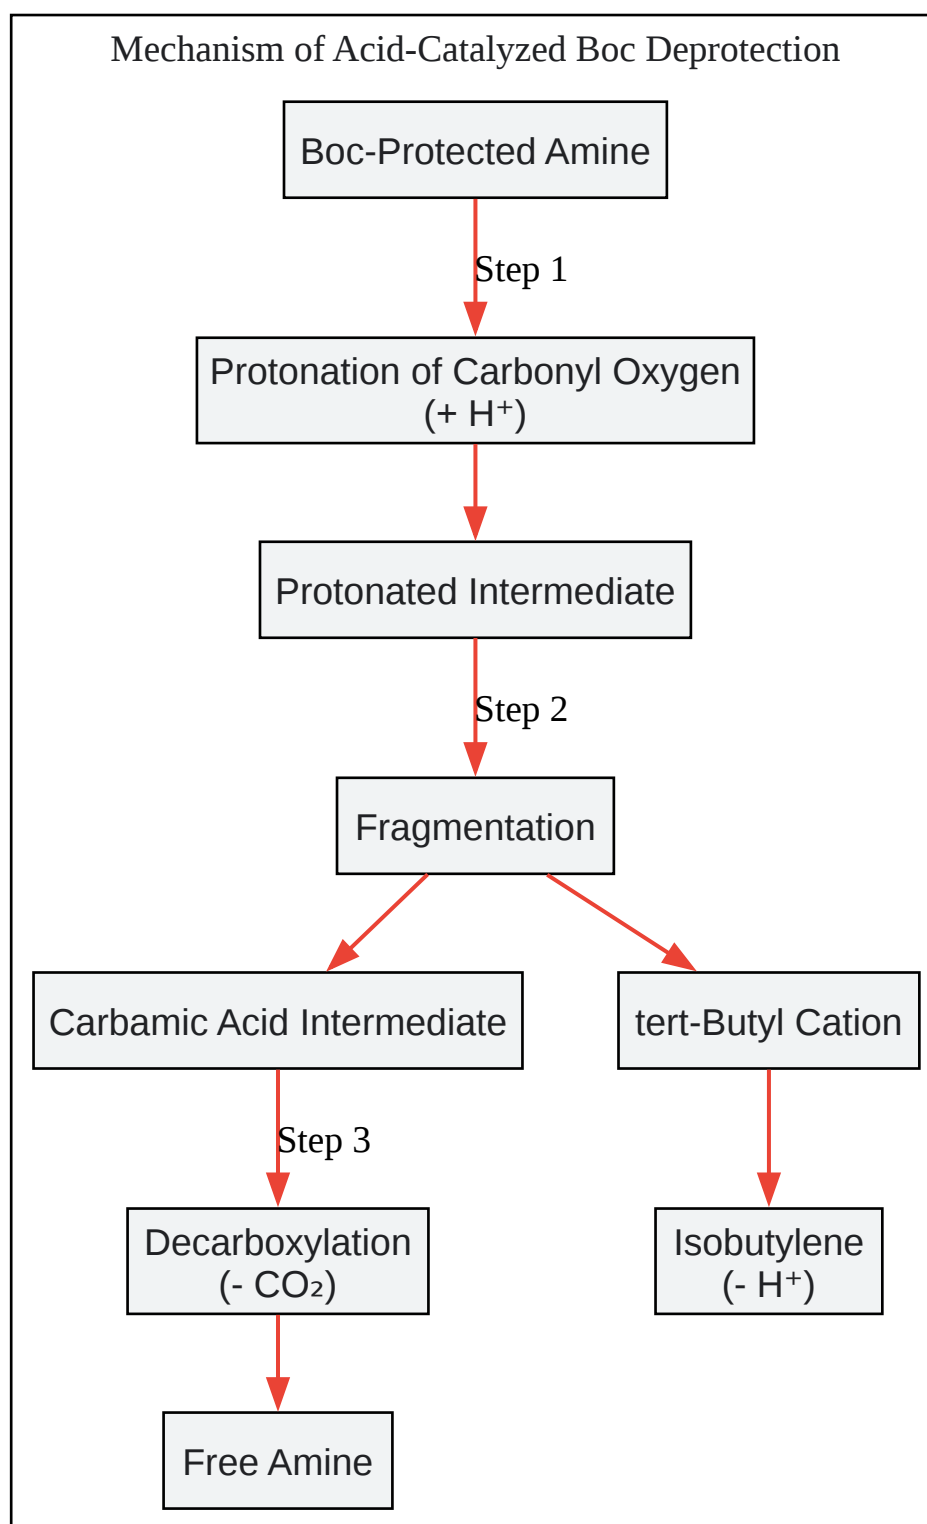 Mechanism of Acid-Catalyzed Boc Deprotection
Boc-Protected Amine
Step 1
Protonation of Carbonyl Oxygen
(+ H⁺)
Protonated Intermediate
Step 2
Fragmentation
Carbamic Acid Intermediate
tert-Butyl Cation
Step 3
Decarboxylation
(- CO₂)
Isobutylene
(- H⁺)
Free Amine